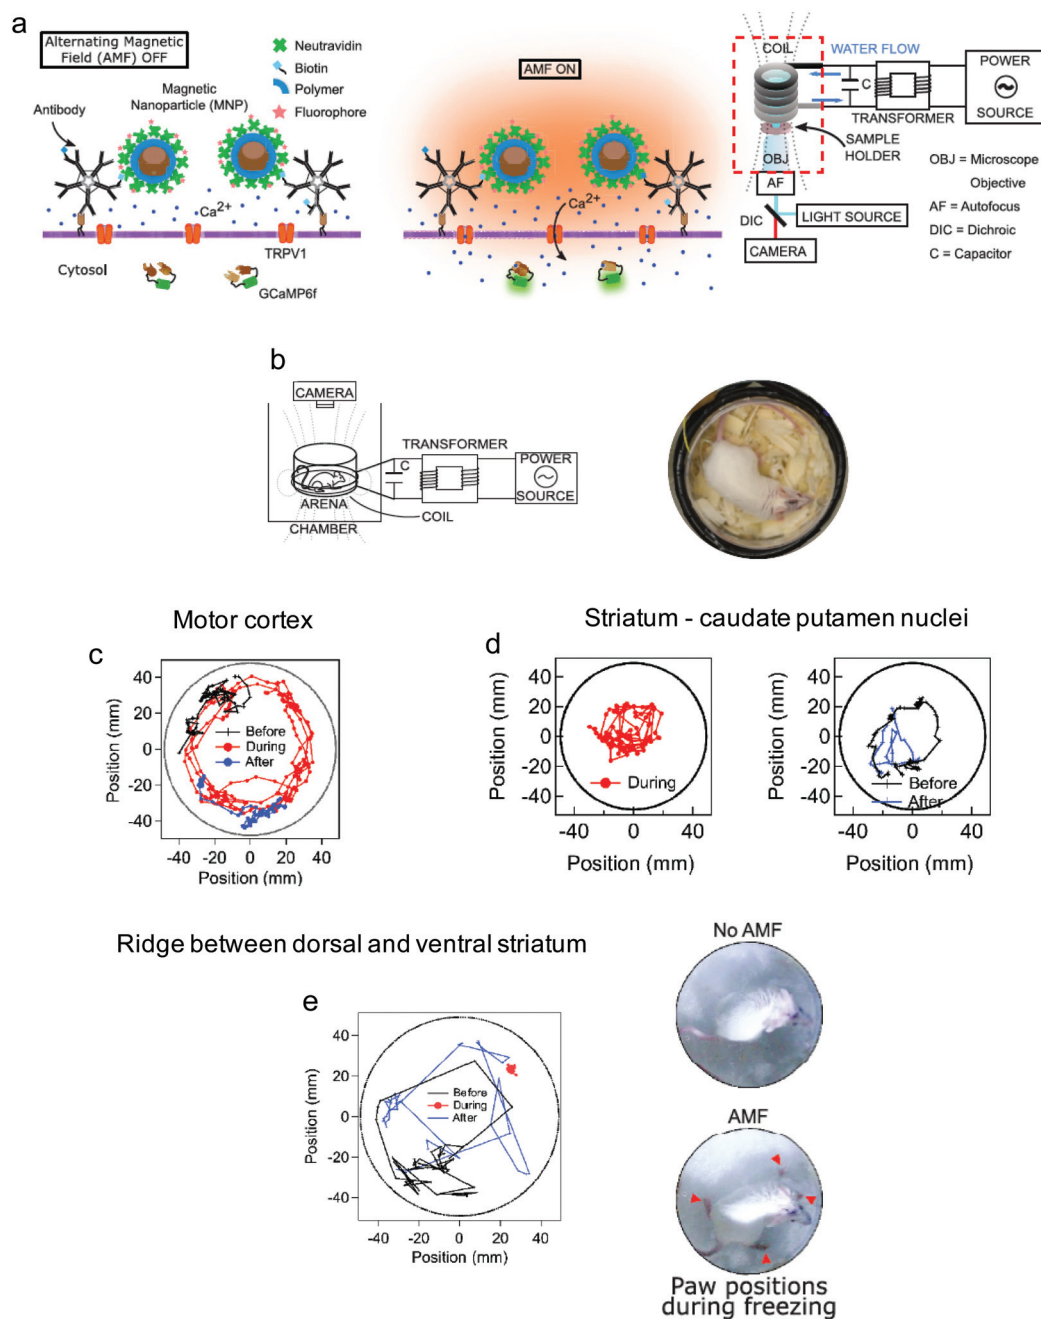 a
Alternating Magnetic
Field (AMF) OFF
Neutravidin
Biotin
Polymer
Fluorophore
Magnetic
Nanoparticle (MNP)
Antibody
Ca2+
TRPV1
Cytosol
GCaMP6f
AMF ON
Ca2+
COIL
WATER FLOW
C
TRANSFORMER
POWER
SOURCE
SAMPLE
HOLDER
OBJ
AF
DIC
LIGHT SOURCE
CAMERA
OBJ = Microscope
Objective
AF = Autofocus
DIC = Dichroic
C = Capacitor
b
CAMERA
TRANSFORMER
C
POWER
SOURCE
ARENA
COIL
CHAMBER
Motor cortex
c
Position (mm)
40
20
0
-20
-40
Before
During
After
-40 -20 0 20 40
Position (mm)
Striatum - caudate putamen nuclei
d
Position (mm)
40
20
0
-20
-40
During
-40 0 40
Position (mm)
Position (mm)
40
20
0
-20
-40
Before
After
-40 0 40
Position (mm)
Ridge between dorsal and ventral striatum
e
Position (mm)
40
20
0
-20
-40
Before
During
After
-40 -20 0 20 40
Position (mm)
No AMF
AMF
Paw positions
during freezing